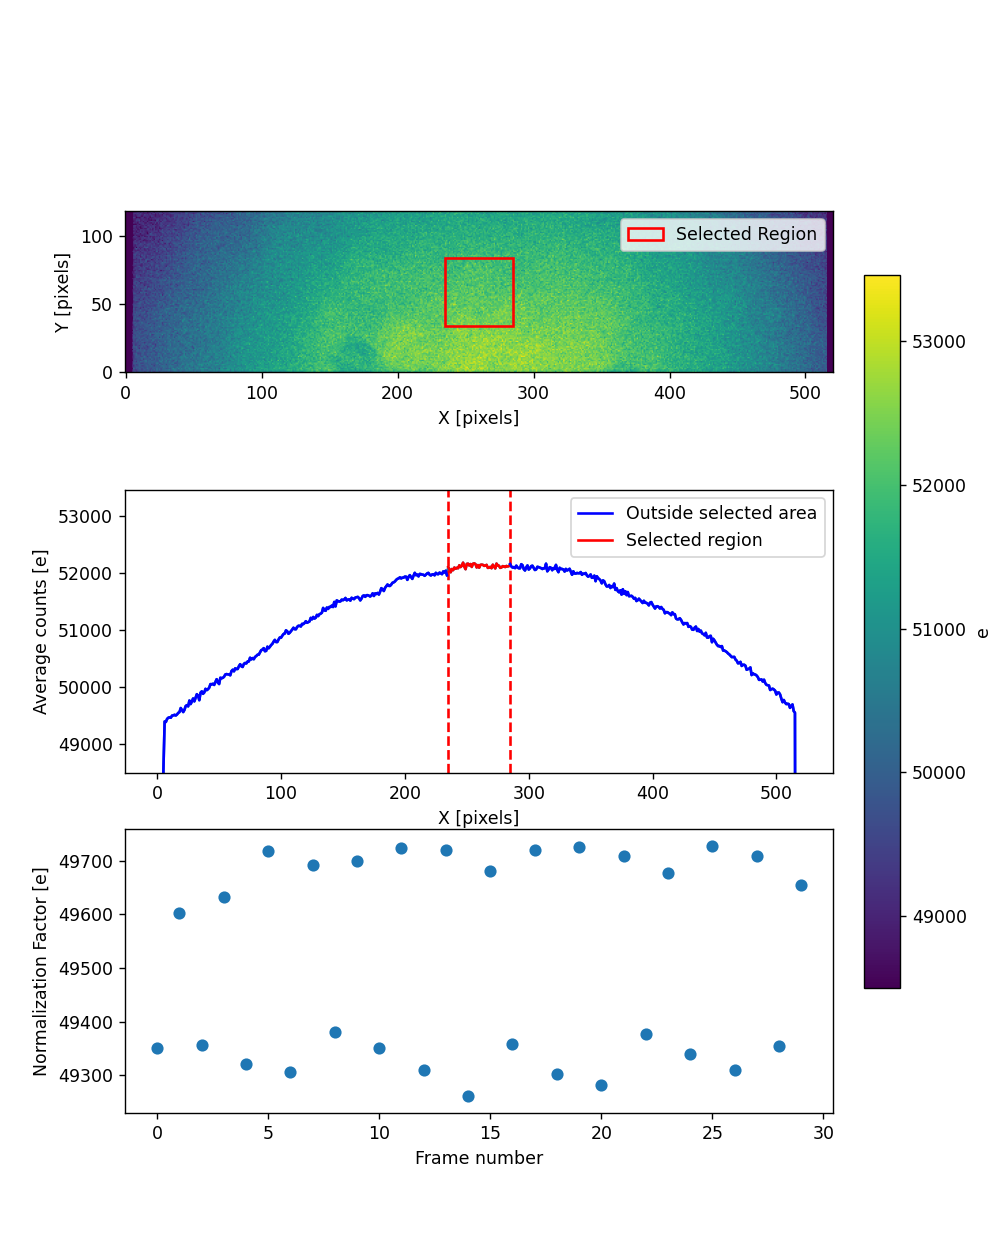 Selected Region
100
50
0
Y [pixels]
0 100 200 300 400 500
X [pixels]
53000
52000
51000
50000
49000
e
Outside selected area
Selected region
53000
52000
51000
50000
49000
Average counts [e]
0 100 200 300 400 500
X [pixels]
49700
49600
49500
49400
49300
Normalization Factor [e]
0 5 10 15 20 25 30
Frame number